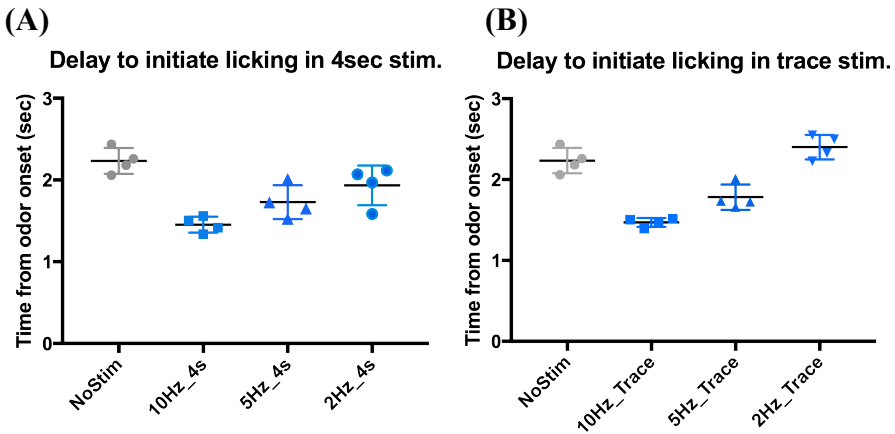 (A)
Delay to initiate licking in 4sec stim.
Time from odor onset (sec)
3
2
1
0
NoStim
10Hz_4s
5Hz_4s
2Hz_4s
(B)
Delay to initiate licking in trace stim.
Time from odor onset (sec)
3
2
1
0
NoStim
10Hz_Trace
5Hz_Trace
2Hz_Trace